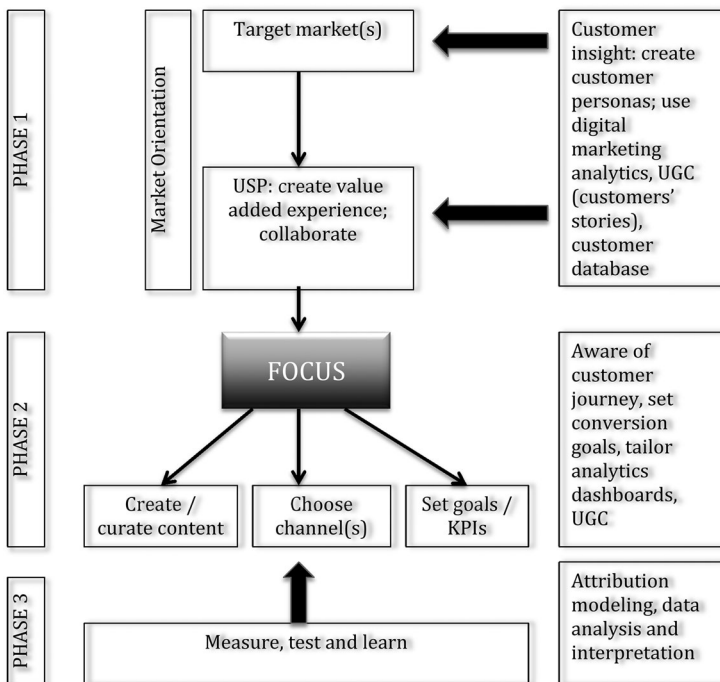 PHASE 1
Market Orientation
Target market(s)
USP: create value
added experience;
collaborate
Customer
insight: create
customer
personas; use
digital
marketing
analytics, UGC
(customers’
stories),
customer
database
PHASE 2
FOCUS
Create /
curate content
Choose
channel(s)
Set goals /
KPIs
Aware of
customer
journey, set
conversion
goals, tailor
analytics
dashboards,
UGC
PHASE 3
Measure, test and learn
Attribution
modeling, data
analysis and
interpretation